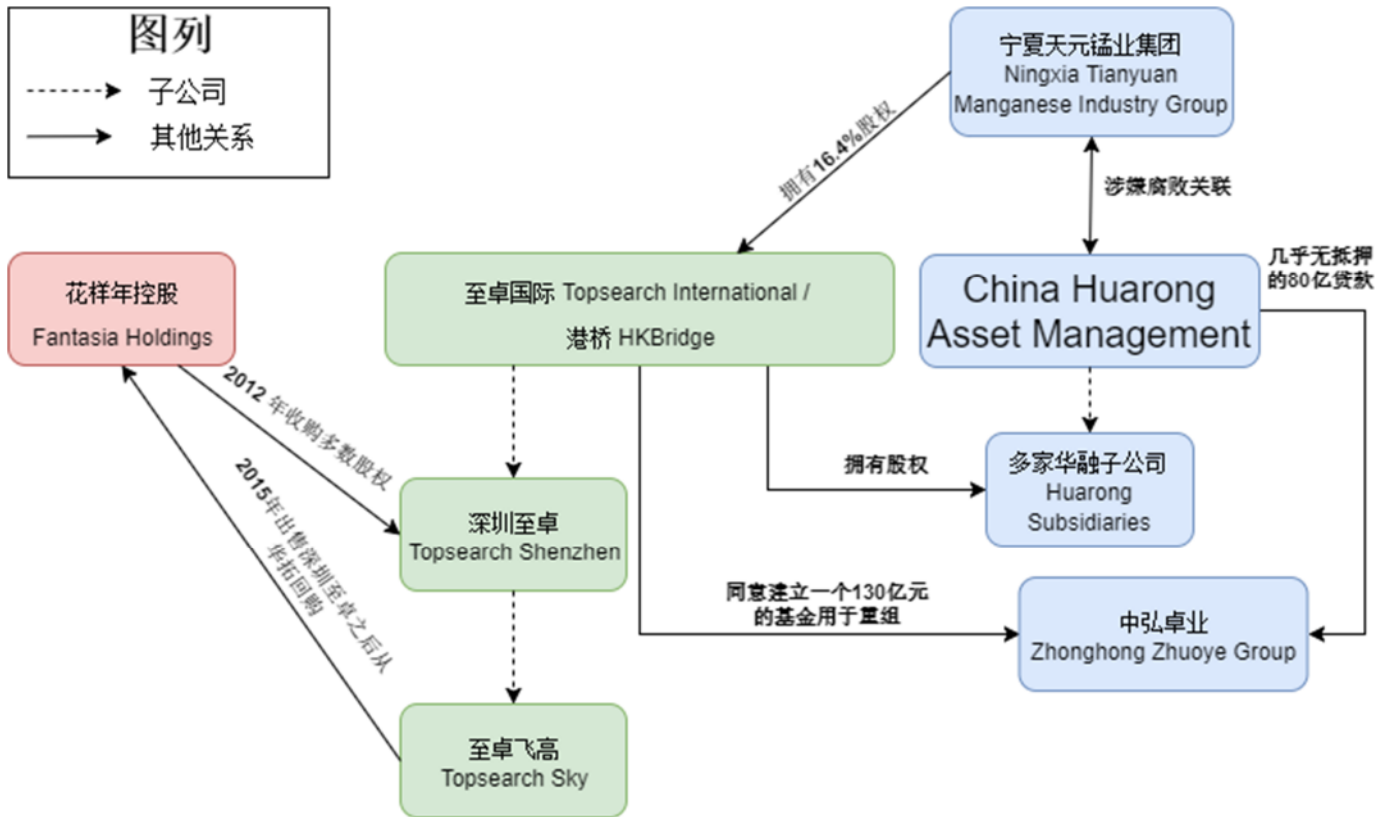 图列
子公司
其他关系
宁夏天元锰业集团
Ningxia Tianyuan
Manganese Industry Group
拥有16.4%股权
涉嫌腐败关联
花样年控股
Fantasia Holdings
至卓国际 Topsearch International /
港桥 HKBridge
China Huarong
Asset Management
几乎无抵押
的80亿贷款
2012 年收购多数股权
2015年出售深圳至卓之后从
华拓回购
深圳至卓
Topsearch Shenzhen
拥有股权
多家华融子公司
Huarong
Subsidiaries
同意建立一个130亿元
的基金用于重组
中弘卓业
Zhonghong Zhuoye Group
至卓飞高
Topsearch Sky